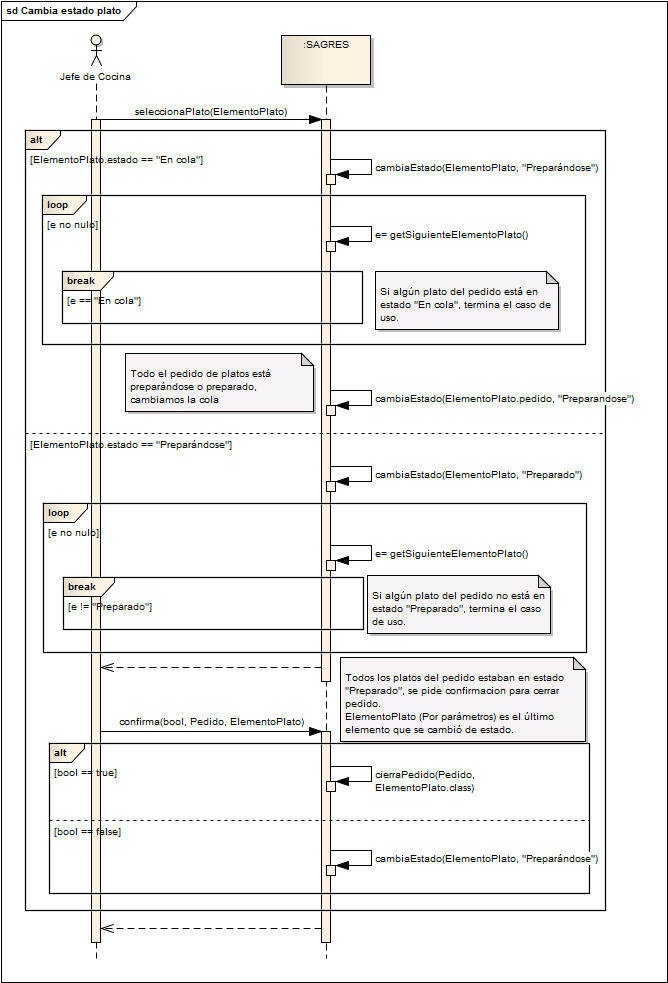 sd Cambia estado plato
:SAGRES
Jefe de Cocina
seleccionaPlato(ElementoPlato)
alt
[ElementoPlato.estado == "En cola"]
cambiaEstado(ElementoPlato, "Preparándose")
loop
[e no nulo]
e= getSiguienteElementoPlato()
break
[e == "En cola"]
Si algún plato del pedido está en
estado "En cola", termina el caso de
uso.
Todo el pedido de platos está
preparándose o preparado,
cambiamos la cola
cambiaEstado(ElementoPlato.pedido, "Preparandose")
[ElementoPlato.estado == "Preparándose"]
cambiaEstado(ElementoPlato, "Preparado")
loop
[e no nulo]
e= getSiguienteElementoPlato()
break
[e != "Preparado"]
Si algún plato del pedido no está en
estado "Preparado", termina el caso
de uso.
Todos los platos del pedido estaban en estado
"Preparado", se pide confirmacion para cerrar
pedido.
ElementoPlato (Por parámetros) es el último
elemento que se cambió de estado.
confirma(bool, Pedido, ElementoPlato)
alt
[bool == true]
cierraPedido(Pedido,
ElementoPlato.class)
[bool == false]
cambiaEstado(ElementoPlato, "Preparándose")